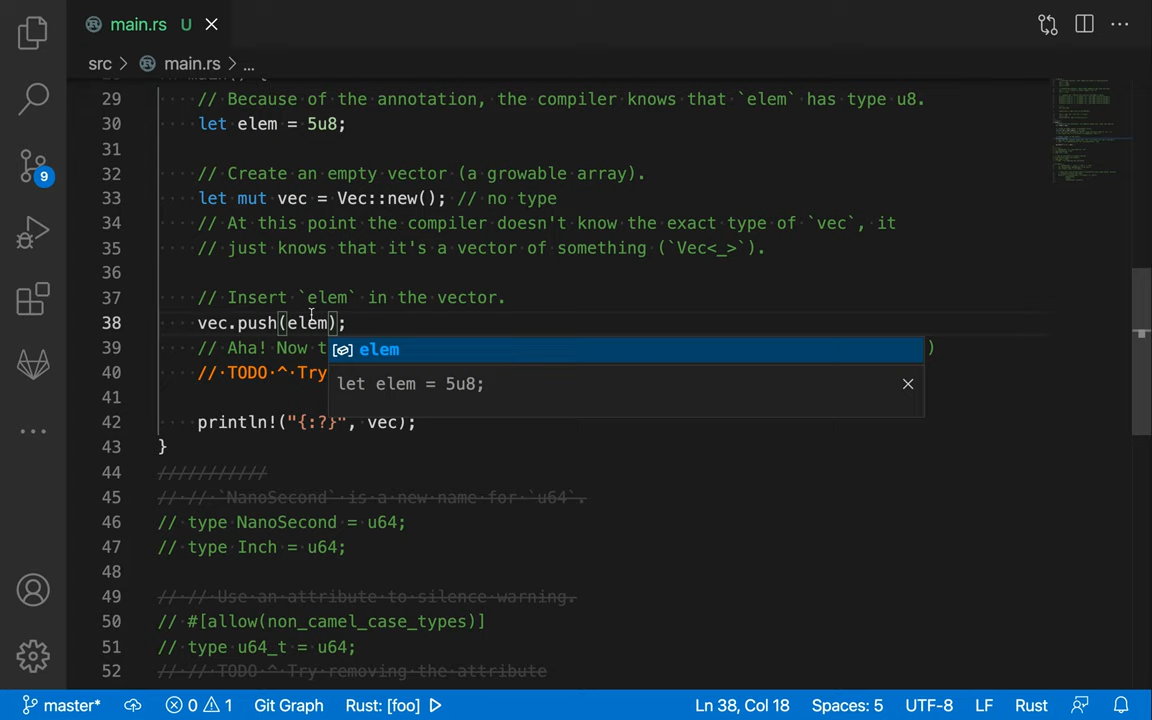 main.rs U
9
src > main.rs > ...
29 // Because of the annotation, the compiler knows that `elem` has type u8.
30 let elem = 5u8;
31
32 // Create an empty vector (a growable array).
33 let mut vec = Vec::new(); // no type
34 // At this point the compiler doesn't know the exact type of `vec`, it
35 // just knows that it's a vector of something (`Vec<_>`).
36
37 // Insert `elem` in the vector.
38 vec.push(elem);
39 // Aha! Now t )
elem
40 // TODO ^ Try
let elem = 5u8;
41
42 println!("{:?}", vec);
43 }
44 ///////////
45 // // `NanoSecond` is a new name for `u64`.
46 // type NanoSecond = u64;
47 // type Inch = u64;
48
49 // // Use an attribute to silence warning.
50 // #[allow(non_camel_case_types)]
51 // type u64_t = u64;
52 // // TODO ^ Try removing the attribute
master* 0 1 Git Graph Rust: [foo] Ln 38, Col 18 Spaces: 5 UTF-8 LF Rust